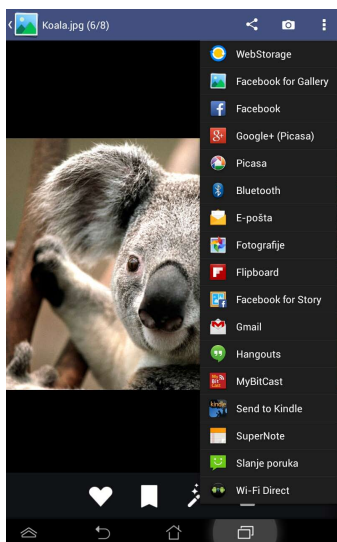 Koala.jpg (6/8)
WebStorage
Facebook for Gallery
Facebook
Google+ (Picasa)
Picasa
Bluetooth
E-pošta
Fotografije
Flipboard
Facebook for Story
Gmail
Hangouts
MyBitCast
Send to Kindle
SuperNote
Slanje poruka
Wi-Fi Direct